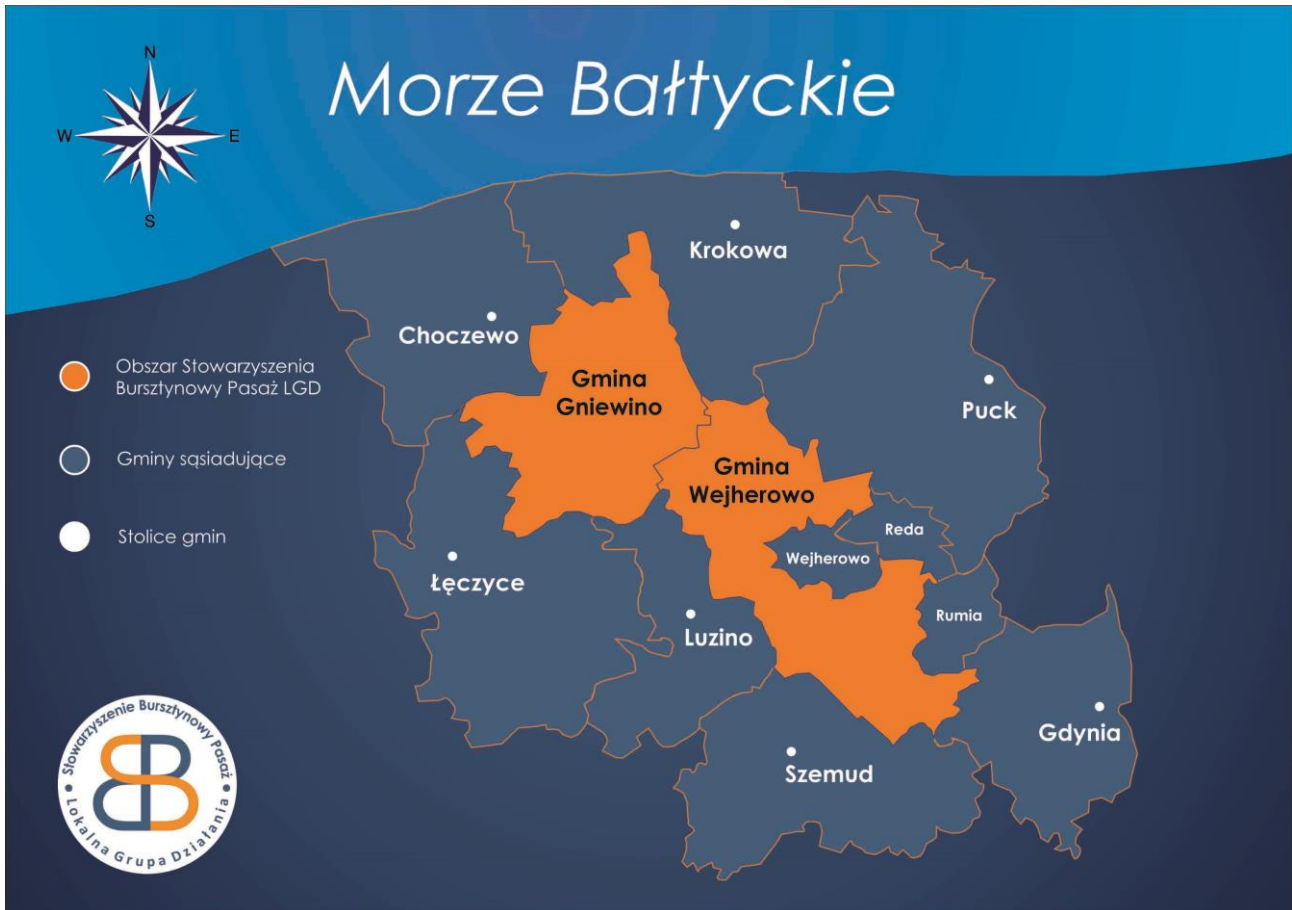 Morze Bałtyckie
N
W
E
S
Krokowa
Choczewo
Obszar Stowarzyszenia
Bursztynowy Pasaż LGD
Gmina
Gniewino
Puck
Gminy sąsiadujące
Gmina
Wejherowo
Reda
Stolice gmin
Wejherowo
Łęczyce
Rumia
Luzino
Gdynia
Szemud
Stowarzyszenie Bursztynowy Pasaż
Lokalna Grupa Działania